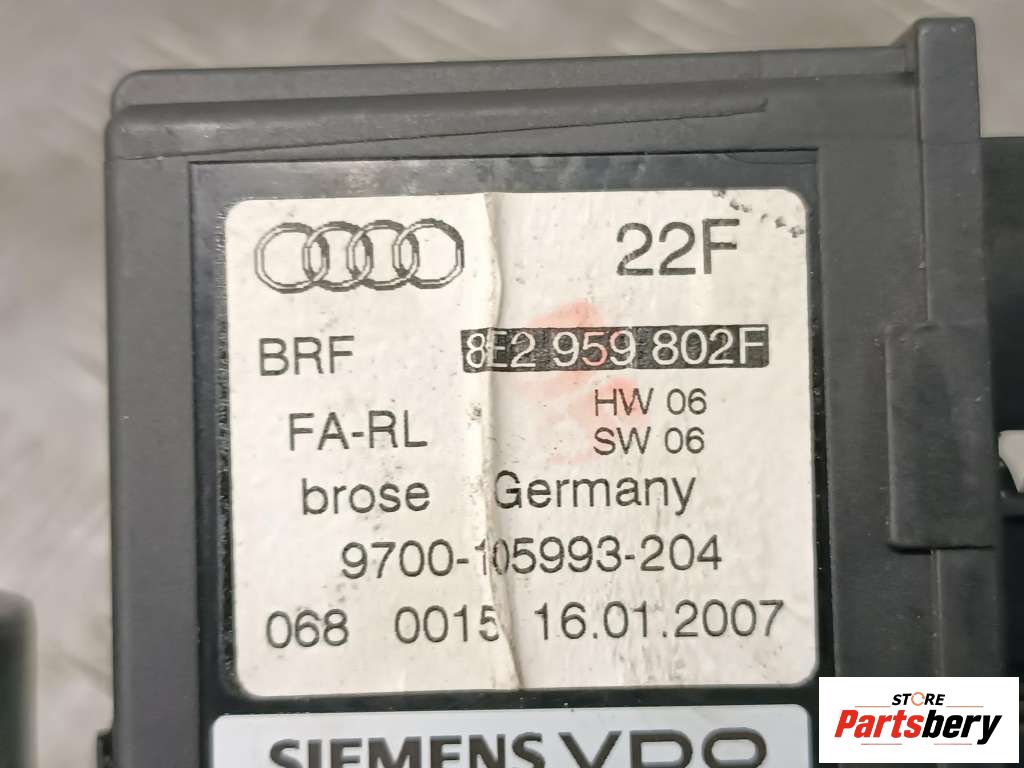 22F
BRF 8E2 959 802F
FA-RL HW 06
SW 06
brose Germany
9700-105993-204
068 0015 16.01.2007
SIEMENS VDO
STORE
Partsbery